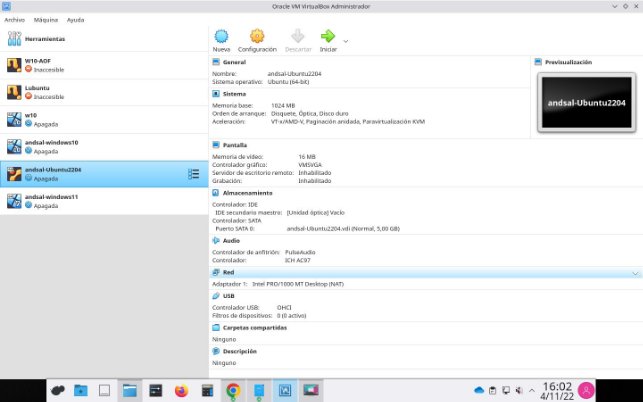 Oracle VM VirtualBox Administrador
Archivo Máquina Ayuda
Herramientas
W10-AOF
Inaccesible
Lubuntu
Inaccesible
w10
Apagada
andsal-windows10
Apagada
andsal-Ubuntu2204
Apagada
andsal-windows11
Apagada
Nueva Configuración Descartar Iniciar
General
Nombre: andsal-Ubuntu2204
Sistema operativo: Ubuntu (64-bit)
Sistema
Memoria base: 1024 MB
Orden de arranque: Disquete, Óptica, Disco duro
Aceleración: VT-x/AMD-V, Paginación anidada, Paravirtualización KVM
Previsualización
andsal-Ubuntu2204
Pantalla
Memoria de vídeo: 16 MB
Controlador gráfico: VMSVGA
Servidor de escritorio remoto: Inhabilitado
Grabación: Inhabilitado
Almacenamiento
Controlador: IDE
IDE secundario maestro: [Unidad óptica] Vacío
Controlador: SATA
Puerto SATA 0: andsal-Ubuntu2204.vdi (Normal, 5,00 GB)
Audio
Controlador de anfitrión: PulseAudio
Controlador: ICH AC97
Red
Adaptador 1: Intel PRO/1000 MT Desktop (NAT)
USB
Controlador USB: OHCI
Filtros de dispositivos: 0 (0 activo)
Carpetas compartidas
Ninguno
Descripción
Ninguno
16:02
4/11/22